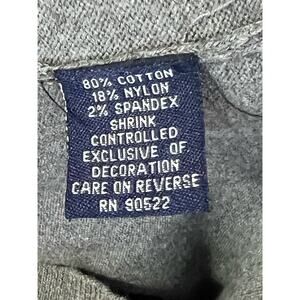 80% COTTON
18% NYLON
2% SPANDEX
SHRINK
CONTROLLED
EXCLUSIVE OF
DECORATION
CARE ON REVERSE
RN 90522